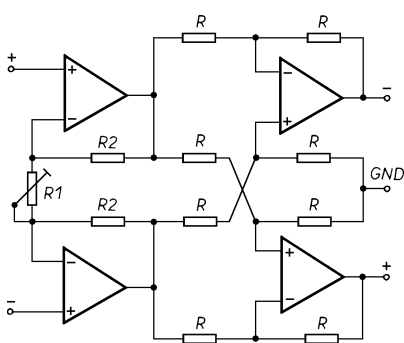 R R
+ + −
− −
+
R2 R R
R1 GND
R2 R R
− + +
− + −
R R